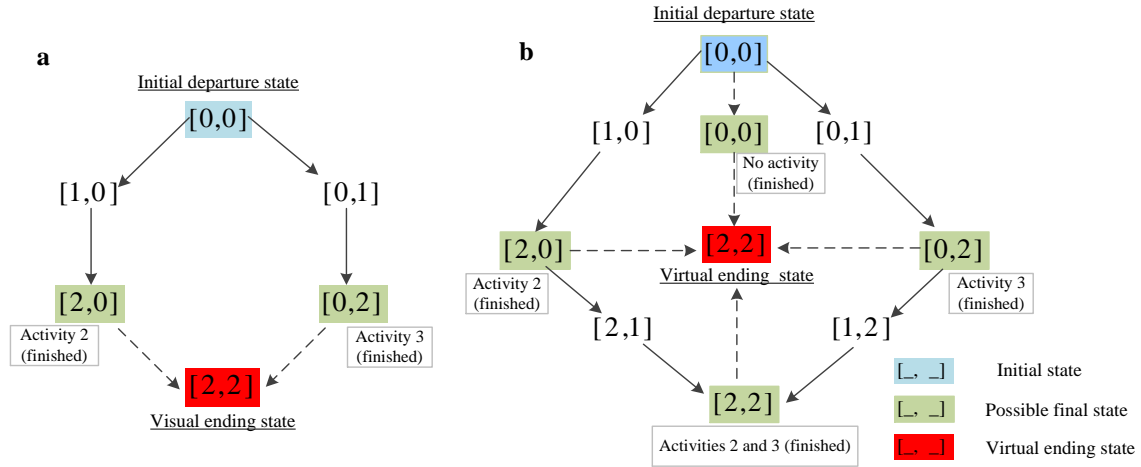 a
Initial departure state
[0,0]
[1,0]
[0,1]
[2,0]
[0,2]
Activity 2
(finished)
Activity 3
(finished)
[2,2]
Visual ending state
b
Initial departure state
[0,0]
[1,0]
[0,0]
[0,1]
No activity
(finished)
[2,0]
[2,2]
[0,2]
Virtual ending state
Activity 2
(finished)
Activity 3
(finished)
[2,1]
[1,2]
[2,2]
Activities 2 and 3 (finished)
[_, _] Initial state
[_, _] Possible final state
[_, _] Virtual ending state